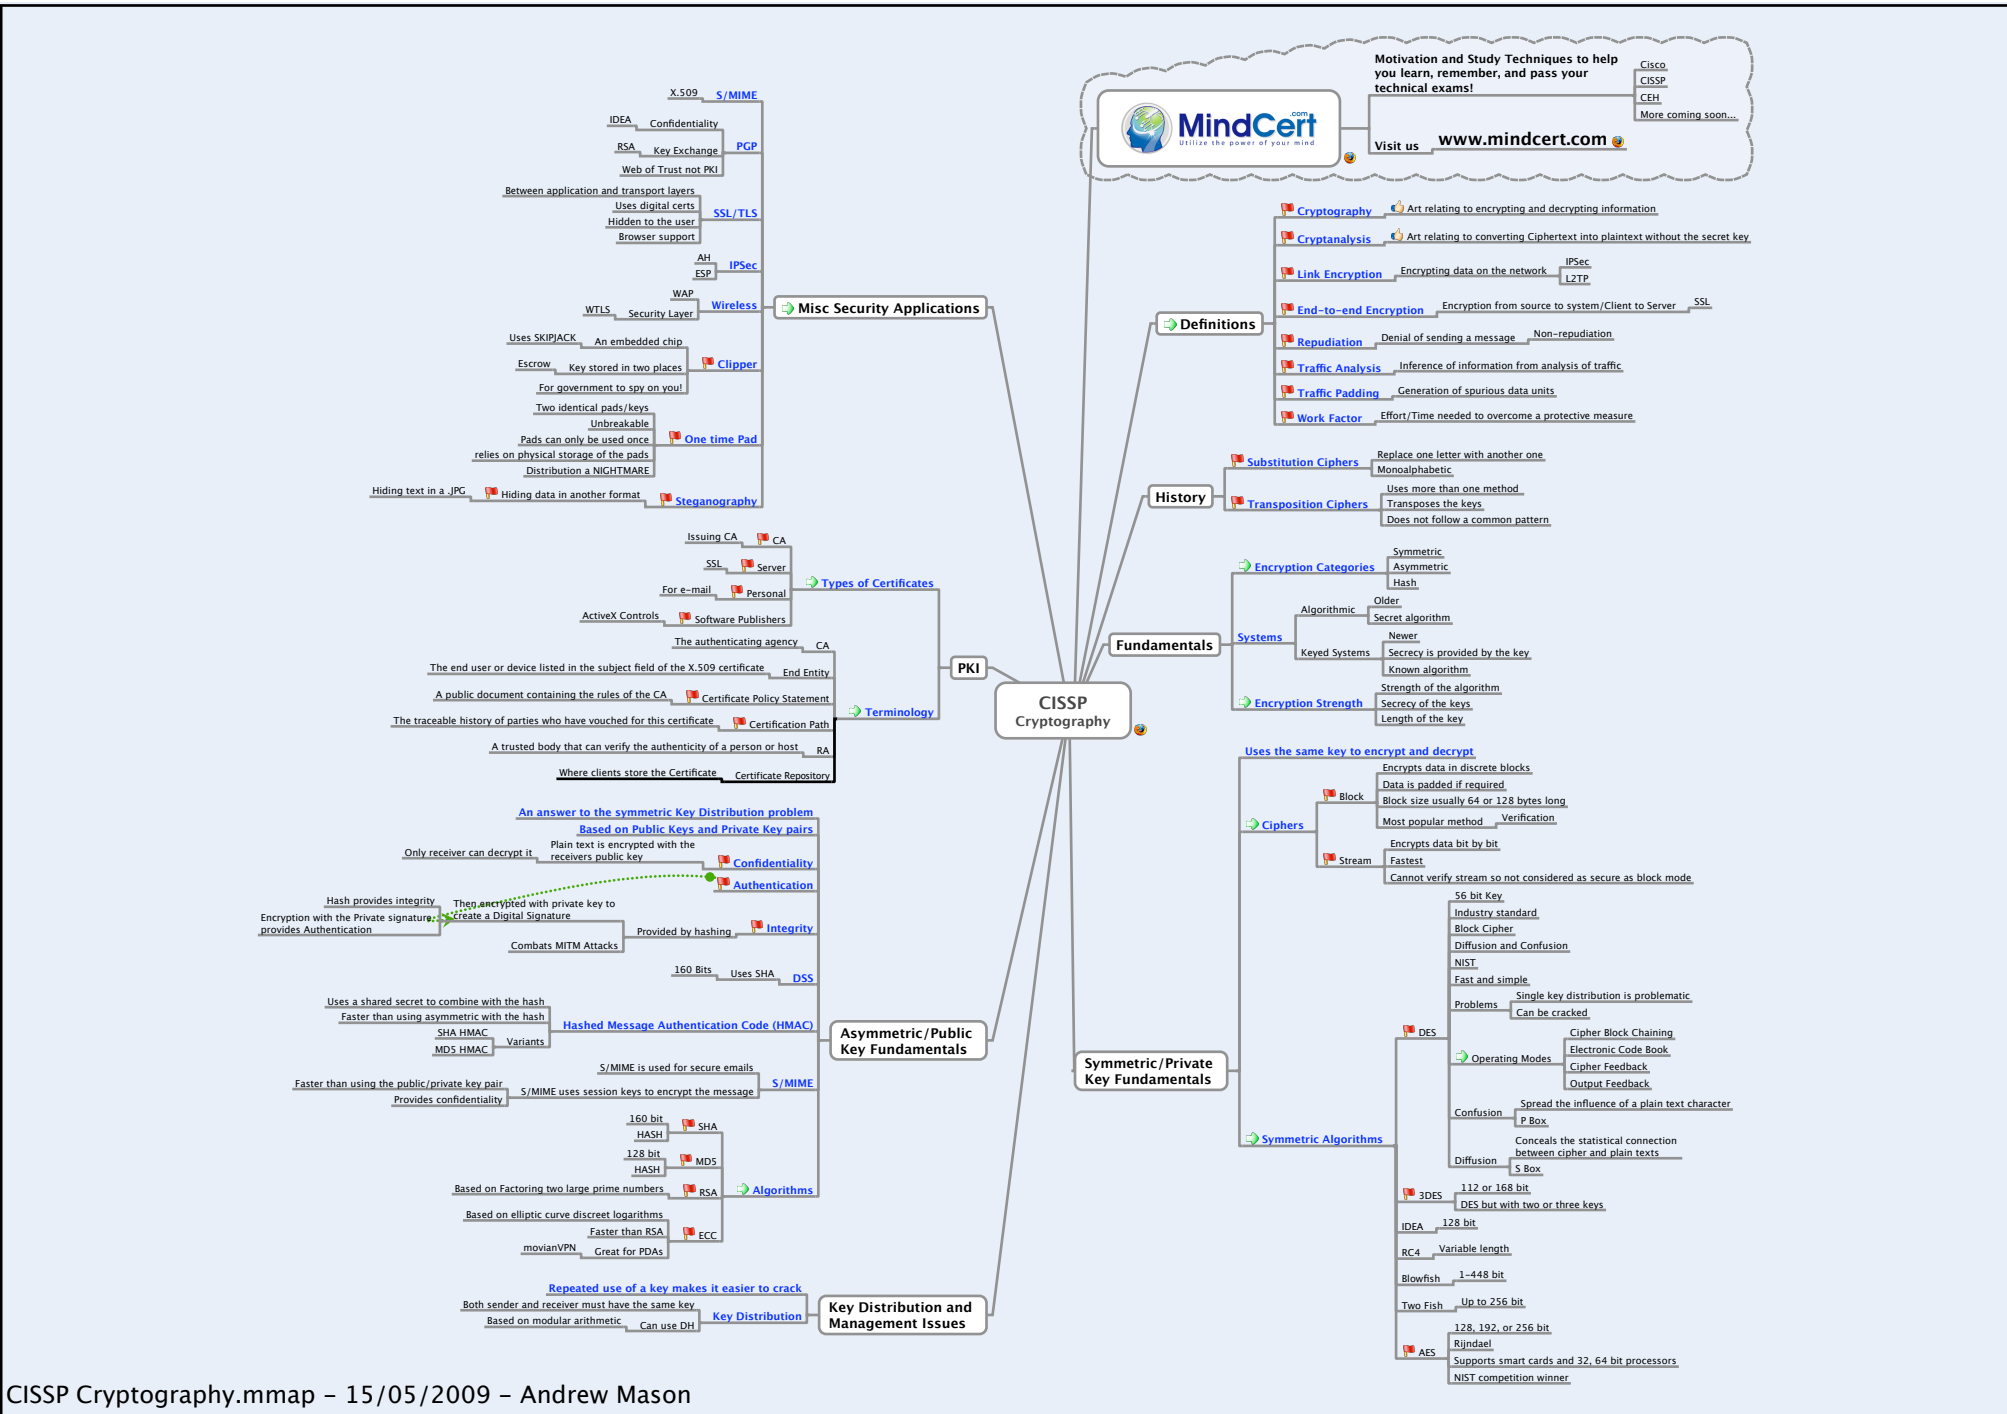 Motivation and Study Techniques to help
you learn, remember, and pass your
technical exams!
Cisco
CISSP
CEH
More coming soon...
MindCert
.com
Utilize the power of your mind
Visit us
www.mindcert.com
Definitions
Cryptography
Art relating to encrypting and decrypting information
Cryptanalysis
Art relating to converting Ciphertext into plaintext without the secret key
Link Encryption
Encrypting data on the network
IPSec
L2TP
End-to-end Encryption
Encryption from source to system/Client to Server
SSL
Repudiation
Denial of sending a message
Non-repudiation
Traffic Analysis
Inference of information from analysis of traffic
Traffic Padding
Generation of spurious data units
Work Factor
Effort/Time needed to overcome a protective measure
History
Substitution Ciphers
Replace one letter with another one
Monoalphabetic
Transposition Ciphers
Uses more than one method
Transposes the keys
Does not follow a common pattern
Fundamentals
Encryption Categories
Symmetric
Asymmetric
Hash
Systems
Algorithmic
Older
Secret algorithm
Keyed Systems
Newer
Secrecy is provided by the key
Known algorithm
Encryption Strength
Strength of the algorithm
Secrecy of the keys
Length of the key
CISSP
Cryptography
Symmetric/Private
Key Fundamentals
Uses the same key to encrypt and decrypt
Ciphers
Block
Encrypts data in discrete blocks
Data is padded if required
Block size usually 64 or 128 bytes long
Most popular method
Verification
Stream
Encrypts data bit by bit
Fastest
Cannot verify stream so not considered as secure as block mode
Symmetric Algorithms
DES
56 bit Key
Industry standard
Block Cipher
Diffusion and Confusion
NIST
Fast and simple
Problems
Single key distribution is problematic
Can be cracked
Operating Modes
Cipher Block Chaining
Electronic Code Book
Cipher Feedback
Output Feedback
Confusion
Spread the influence of a plain text character
P Box
Diffusion
Conceals the statistical connection
between cipher and plain texts
S Box
3DES
112 or 168 bit
DES but with two or three keys
IDEA
128 bit
RC4
Variable length
Blowfish
1-448 bit
Two Fish
Up to 256 bit
AES
128, 192, or 256 bit
Rijndael
Supports smart cards and 32, 64 bit processors
NIST competition winner
Misc Security Applications
S/MIME
X.509
PGP
Confidentiality
IDEA
Key Exchange
RSA
Web of Trust not PKI
SSL/TLS
Between application and transport layers
Uses digital certs
Hidden to the user
Browser support
IPSec
AH
ESP
Wireless
WAP
Security Layer
WTLS
Clipper
An embedded chip
Uses SKIPJACK
Key stored in two places
Escrow
For government to spy on you!
One time Pad
Two identical pads/keys
Unbreakable
Pads can only be used once
relies on physical storage of the pads
Distribution a NIGHTMARE
Steganography
Hiding data in another format
Hiding text in a .JPG
PKI
Types of Certificates
CA
Issuing CA
Server
SSL
Personal
For e-mail
Software Publishers
ActiveX Controls
Terminology
CA
The authenticating agency
End Entity
The end user or device listed in the subject field of the X.509 certificate
Certificate Policy Statement
A public document containing the rules of the CA
Certification Path
The traceable history of parties who have vouched for this certificate
RA
A trusted body that can verify the authenticity of a person or host
Certificate Repository
Where clients store the Certificate
Asymmetric/Public
Key Fundamentals
An answer to the symmetric Key Distribution problem
Based on Public Keys and Private Key pairs
Confidentiality
Plain text is encrypted with the
receivers public key
Only receiver can decrypt it
Authentication
Integrity
Provided by hashing
Then encrypted with private key to
create a Digital Signature
Hash provides integrity
Encryption with the Private signature
provides Authentication
Combats MITM Attacks
DSS
Uses SHA
160 Bits
Hashed Message Authentication Code (HMAC)
Uses a shared secret to combine with the hash
Faster than using asymmetric with the hash
Variants
SHA HMAC
MD5 HMAC
S/MIME
S/MIME is used for secure emails
S/MIME uses session keys to encrypt the message
Faster than using the public/private key pair
Provides confidentiality
Algorithms
SHA
160 bit
HASH
MD5
128 bit
HASH
RSA
Based on Factoring two large prime numbers
ECC
Based on elliptic curve discreet logarithms
Faster than RSA
Great for PDAs
movianVPN
Key Distribution and
Management Issues
Repeated use of a key makes it easier to crack
Key Distribution
Both sender and receiver must have the same key
Can use DH
Based on modular arithmetic
CISSP Cryptography.mmap - 15/05/2009 - Andrew Mason